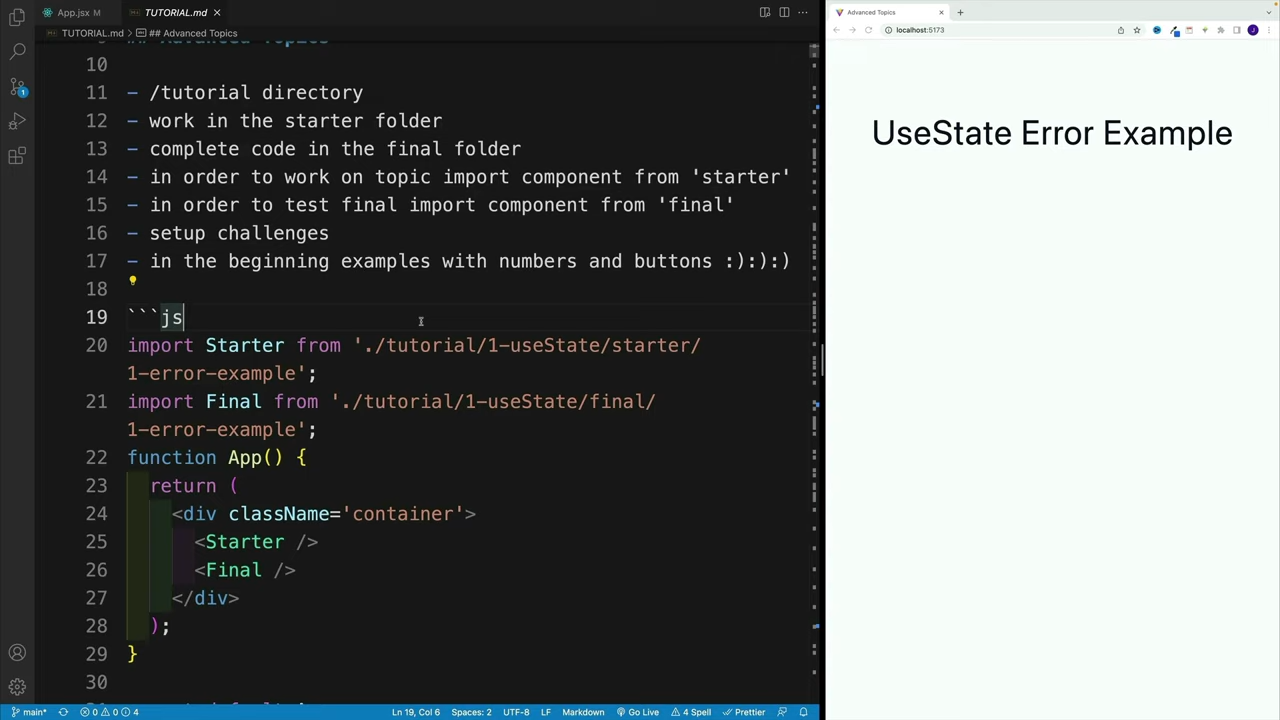 App.jsx M
TUTORIAL.md
TUTORIAL.md > ## Advanced Topics
## Advanced Topics
10
11 - /tutorial directory
12 - work in the starter folder
13 - complete code in the final folder
14 - in order to work on topic import component from 'starter'
15 - in order to test final import component from 'final'
16 - setup challenges
17 - in the beginning examples with numbers and buttons :):):)
18
19 ```js
20 import Starter from './tutorial/1-useState/starter/
1-error-example';
21 import Final from './tutorial/1-useState/final/
1-error-example';
22 function App() {
23 return (
24 <div className='container'>
25 <Starter />
26 <Final />
27 </div>
28 );
29 }
30
1
main*
0 0 4
Ln 19, Col 6
Spaces: 2
UTF-8
LF
Markdown
Go Live
4 Spell
Prettier
Advanced Topics
localhost:5173
J
UseState Error Example